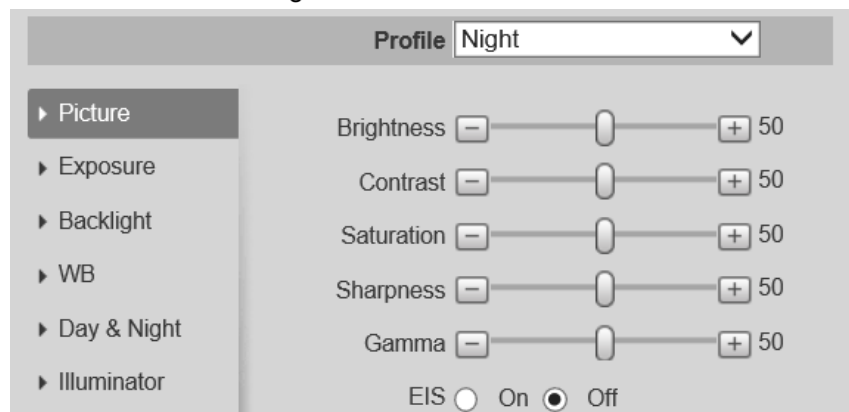 Profile Night
Picture
Exposure
Backlight
WB
Day & Night
Illuminator
Brightness 50
Contrast 50
Saturation 50
Sharpness 50
Gamma 50
EIS On Off